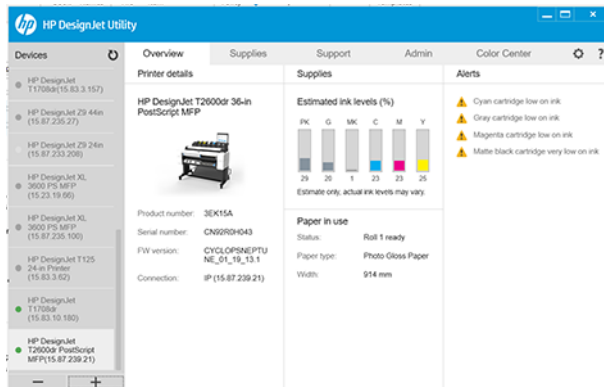 hp HP DesignJet Utility
Devices
HP DesignJet
T1708dr(15.83.3.157)
HP DesignJet Z9 44in
(15.87.235.27)
HP DesignJet Z9 24in
(15.87.233.208)
HP DesignJet XL
3600 PS MFP
(15.23.19.66)
HP DesignJet XL
3600 PS MFP
(15.87.235.100)
HP DesignJet T125
24-in Printer
(15.83.3.62)
HP DesignJet
T1708dr
(15.83.10.180)
HP DesignJet
T2600dr PostScript
MFP(15.87.239.21)
Overview Supplies Support Admin Color Center ?
Printer details
HP DesignJet T2600dr 36-in
PostScript MFP
Product number: 3EK15A
Serial number: CN92R0H043
FW version: CYCLOPSNEPTU
NE_01_19_13.1
Connection: IP (15.87.239.21)
Supplies
Estimated ink levels (%)
PK G MK C M Y
29 20 1 23 23 25
Estimate only, actual ink levels may vary.
Paper in use
Status: Roll 1 ready
Paper type: Photo Gloss Paper
Width: 914 mm
Alerts
Cyan cartridge low on ink
Gray cartridge low on ink
Magenta cartridge low on ink
Matte black cartridge very low on ink